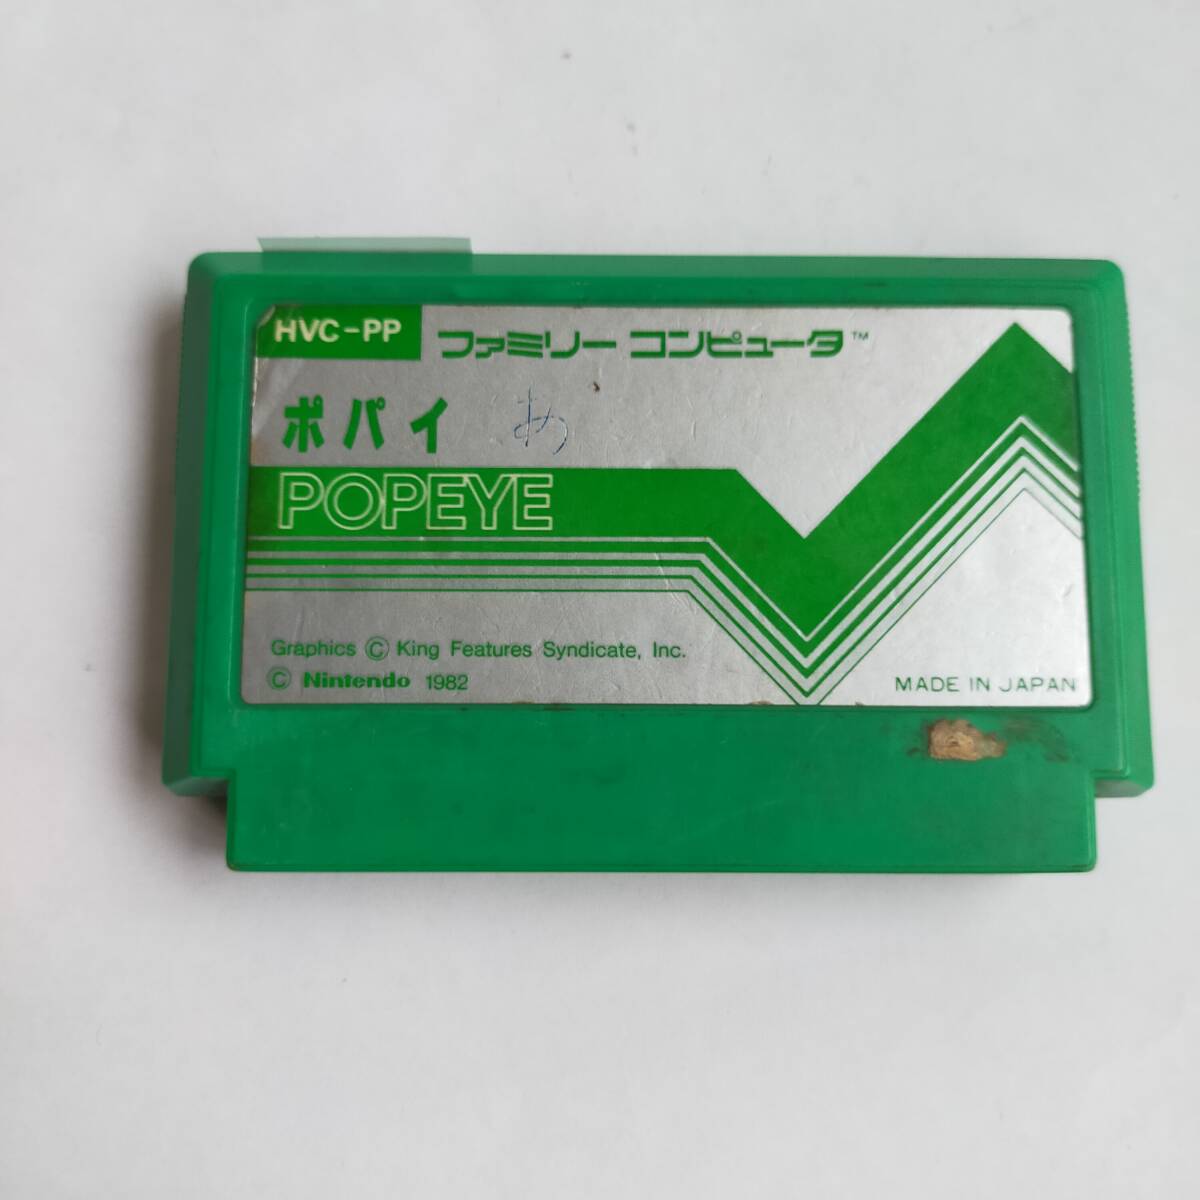 HVC-PP ファミリー コンピュータ™
ポパイ あ
POPEYE
Graphics © King Features Syndicate, Inc.
© Nintendo 1982
MADE IN JAPAN